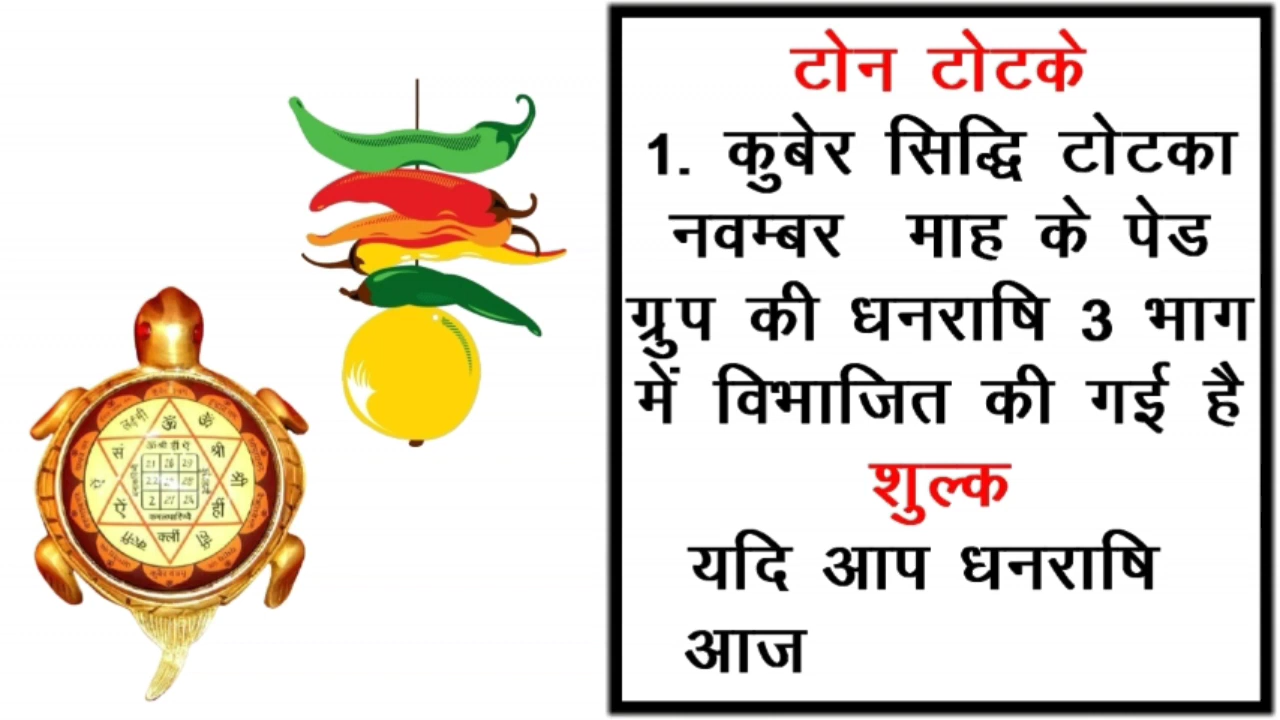 टोन टोटके
1. कुबेर सिद्धि टोटका
नवम्बर माह के पेड
ग्रुप की धनराषि 3 भाग
में विभाजित की गई है
शुल्क
यदि आप धनराषि
आज
ॐ
सं
श्री
ऐं
ह्रीं
क्लीं